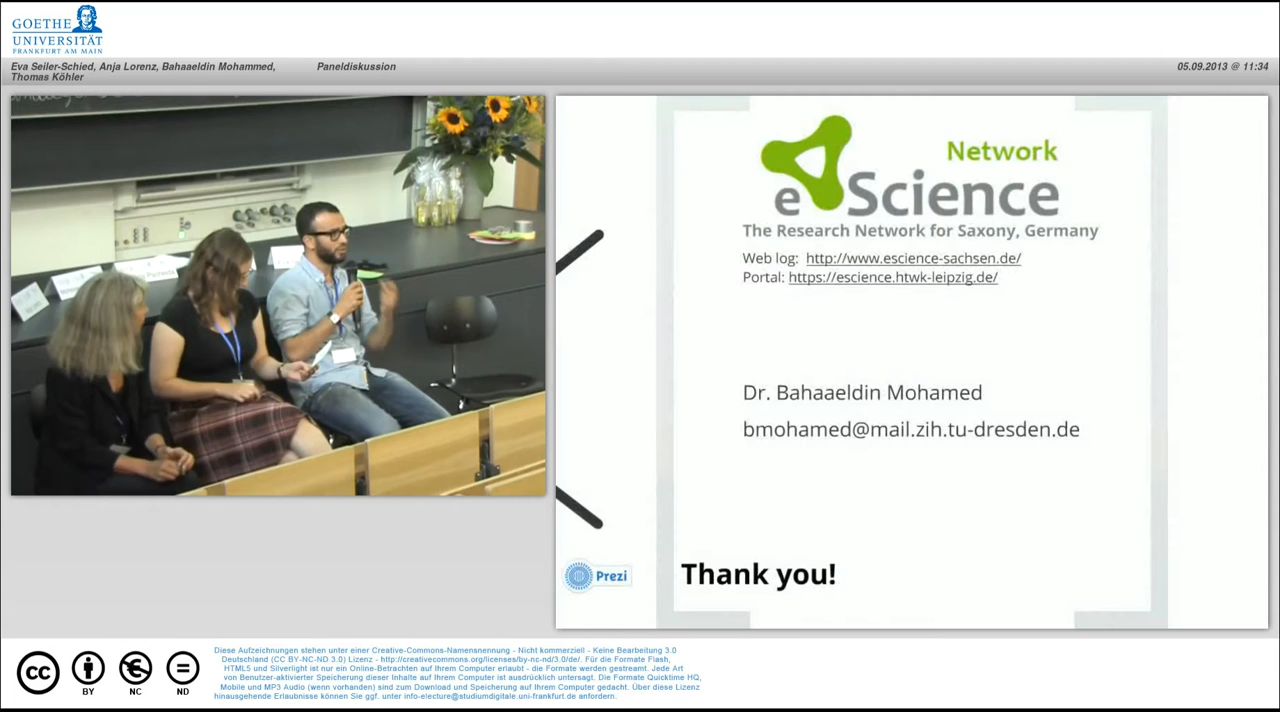 GOETHE
UNIVERSITÄT
FRANKFURT AM MAIN
Eva Seiler-Schied, Anja Lorenz, Bahaaeldin Mohammed,
Thomas Köhler
Paneldiskussion
05.09.2013 @ 11:34
Network
eScience
The Research Network for Saxony, Germany
Web log: http://www.escience-sachsen.de/
Portal: https://escience.htwk-leipzig.de/
Dr. Bahaaeldin Mohamed
bmohamed@mail.zih.tu-dresden.de
Prezi
Thank you!
cc
BY
NC
ND
Diese Aufzeichnungen stehen unter einer Creative-Commons-Namensnennung - Nicht kommerziell - Keine Bearbeitung 3.0
Deutschland (CC BY-NC-ND 3.0) Lizenz - http://creativecommons.org/licenses/by-nc-nd/3.0/de/. Für die Formate Flash,
HTML5 und Silverlight ist nur ein Online-Betrachten auf Ihrem Computer erlaubt - die Formate werden gestreamt. Jede Art
von Benutzer-aktivierter Speicherung dieser Inhalte auf Ihrem Computer ist ausdrücklich untersagt. Die Formate Quicktime HQ,
Mobile und MP3 Audio (wenn vorhanden) sind zum Download und Speicherung auf Ihrem Computer gedacht. Über diese Lizenz
hinausgehende Erlaubnisse können Sie ggf. unter info-electure@studiumdigitale.uni-frankfurt.de anfordern.